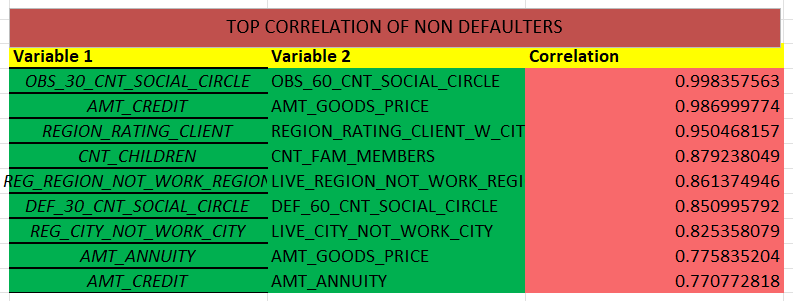 TOP CORRELATION OF NON DEFAULTERS
Variable 1 Variable 2 Correlation
OBS_30_CNT_SOCIAL_CIRCLE OBS_60_CNT_SOCIAL_CIRCLE 0.998357563
AMT_CREDIT AMT_GOODS_PRICE 0.986999774
REGION_RATING_CLIENT REGION_RATING_CLIENT_W_CIT 0.950468157
CNT_CHILDREN CNT_FAM_MEMBERS 0.879238049
REG_REGION_NOT_WORK_REGION LIVE_REGION_NOT_WORK_REGI 0.861374946
DEF_30_CNT_SOCIAL_CIRCLE DEF_60_CNT_SOCIAL_CIRCLE 0.850995792
REG_CITY_NOT_WORK_CITY LIVE_CITY_NOT_WORK_CITY 0.825358079
AMT_ANNUITY AMT_GOODS_PRICE 0.775835204
AMT_CREDIT AMT_ANNUITY 0.770772818